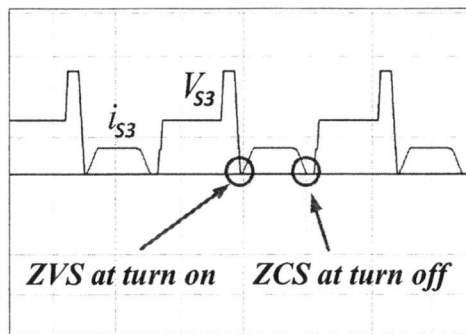 V_S3
i_S3
ZVS at turn on
ZCS at turn off